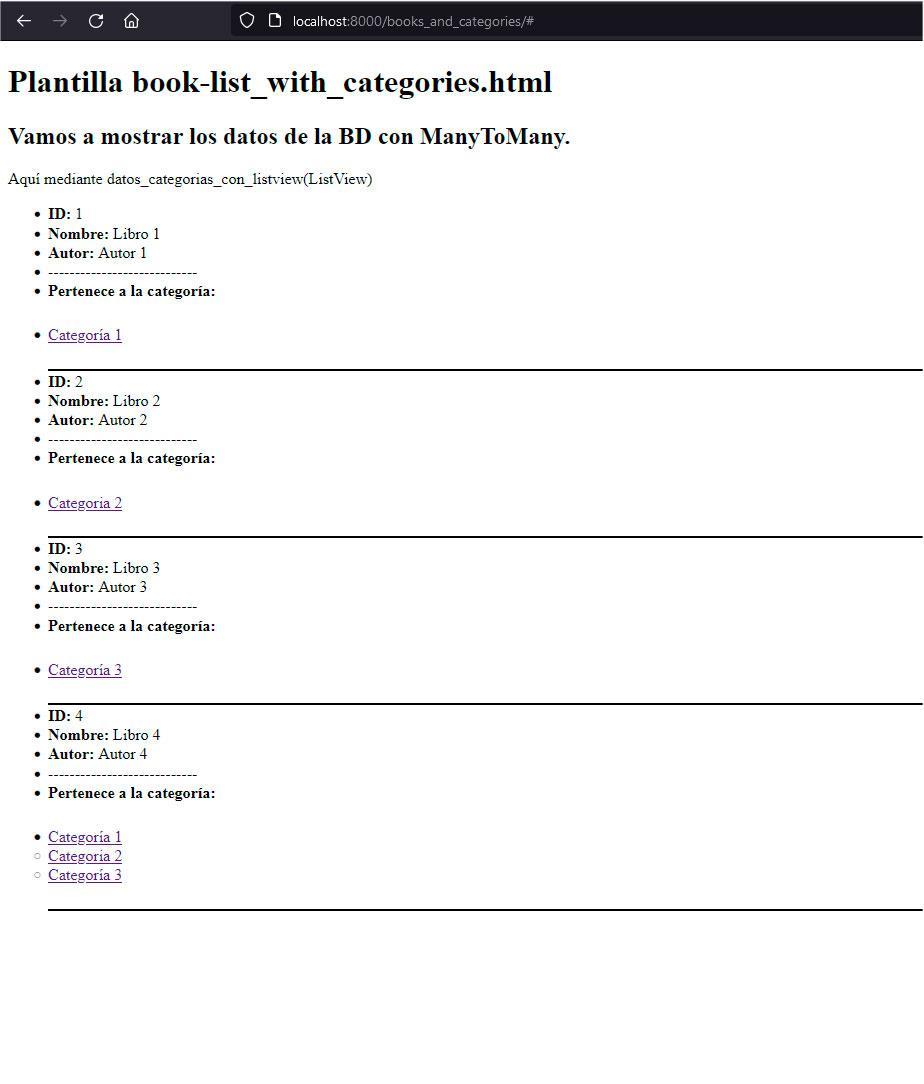 localhost:8000/books_and_categories/#
Plantilla book-list_with_categories.html
Vamos a mostrar los datos de la BD con ManyToMany.
Aquí mediante datos_categorias_con_listview(ListView)
ID: 1
Nombre: Libro 1
Autor: Autor 1
----------------------------
Pertenece a la categoría:
Categoría 1
ID: 2
Nombre: Libro 2
Autor: Autor 2
----------------------------
Pertenece a la categoría:
Categoria 2
ID: 3
Nombre: Libro 3
Autor: Autor 3
----------------------------
Pertenece a la categoría:
Categoría 3
ID: 4
Nombre: Libro 4
Autor: Autor 4
----------------------------
Pertenece a la categoría:
Categoría 1
Categoria 2
Categoría 3